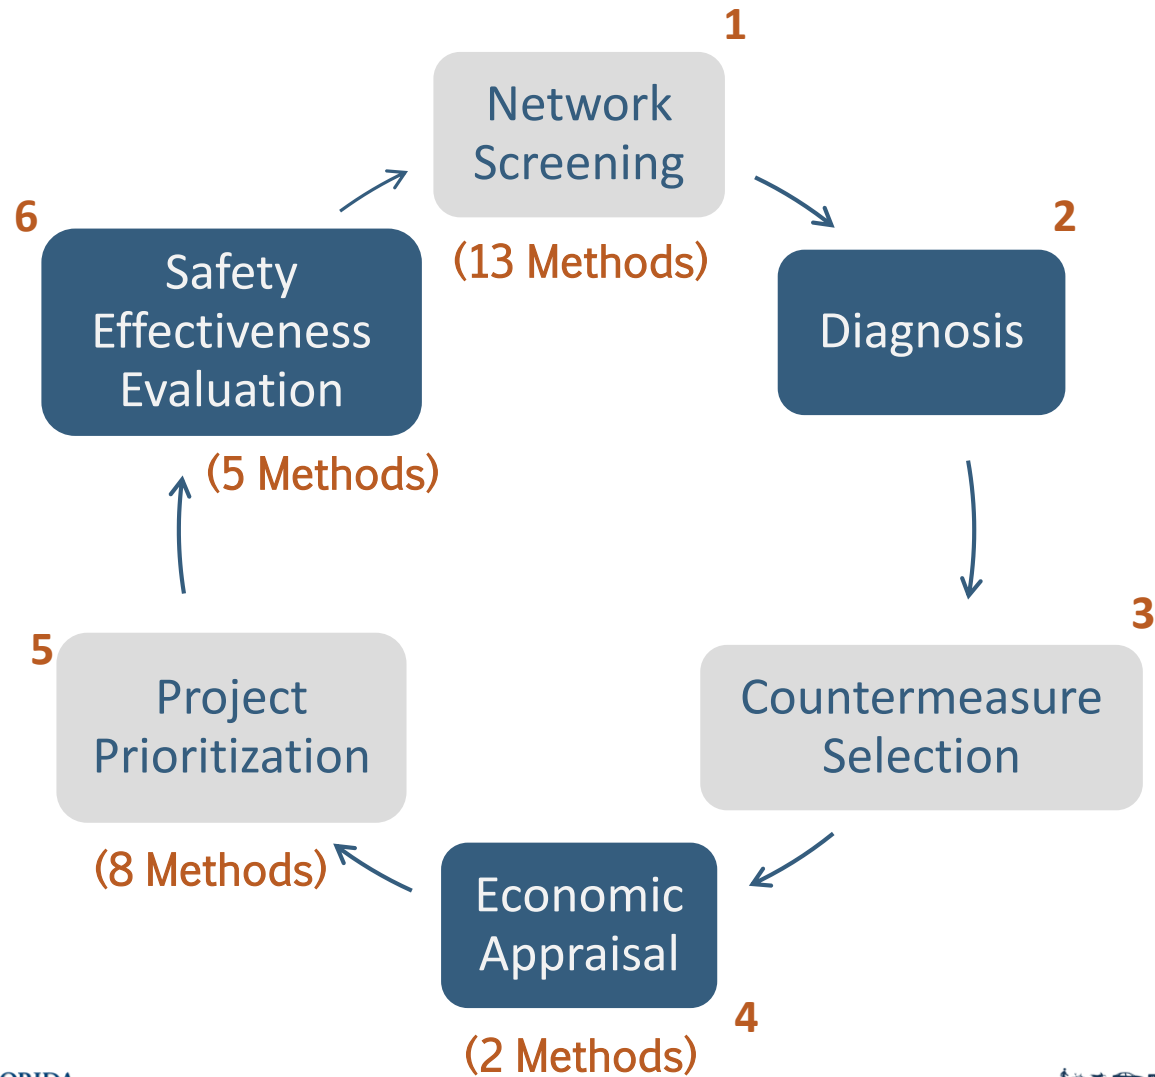 1
Network
Screening
(13 Methods)
2
Diagnosis
3
Countermeasure
Selection
4
Economic
Appraisal
(2 Methods)
5
Project
Prioritization
(8 Methods)
6
Safety
Effectiveness
Evaluation
(5 Methods)